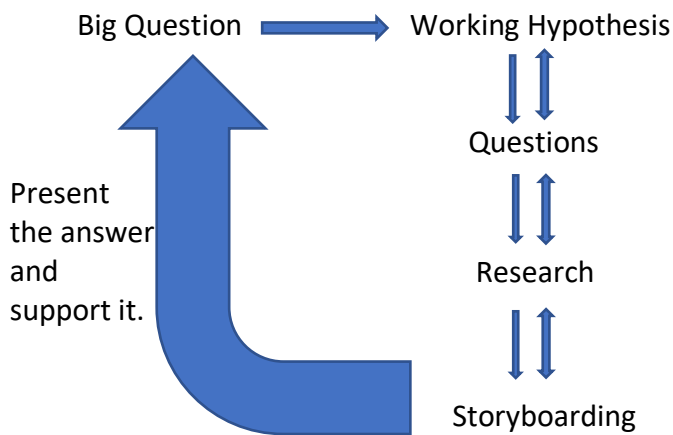 Big Question
Working Hypothesis
Questions
Present
the answer
and
support it.
Research
Storyboarding